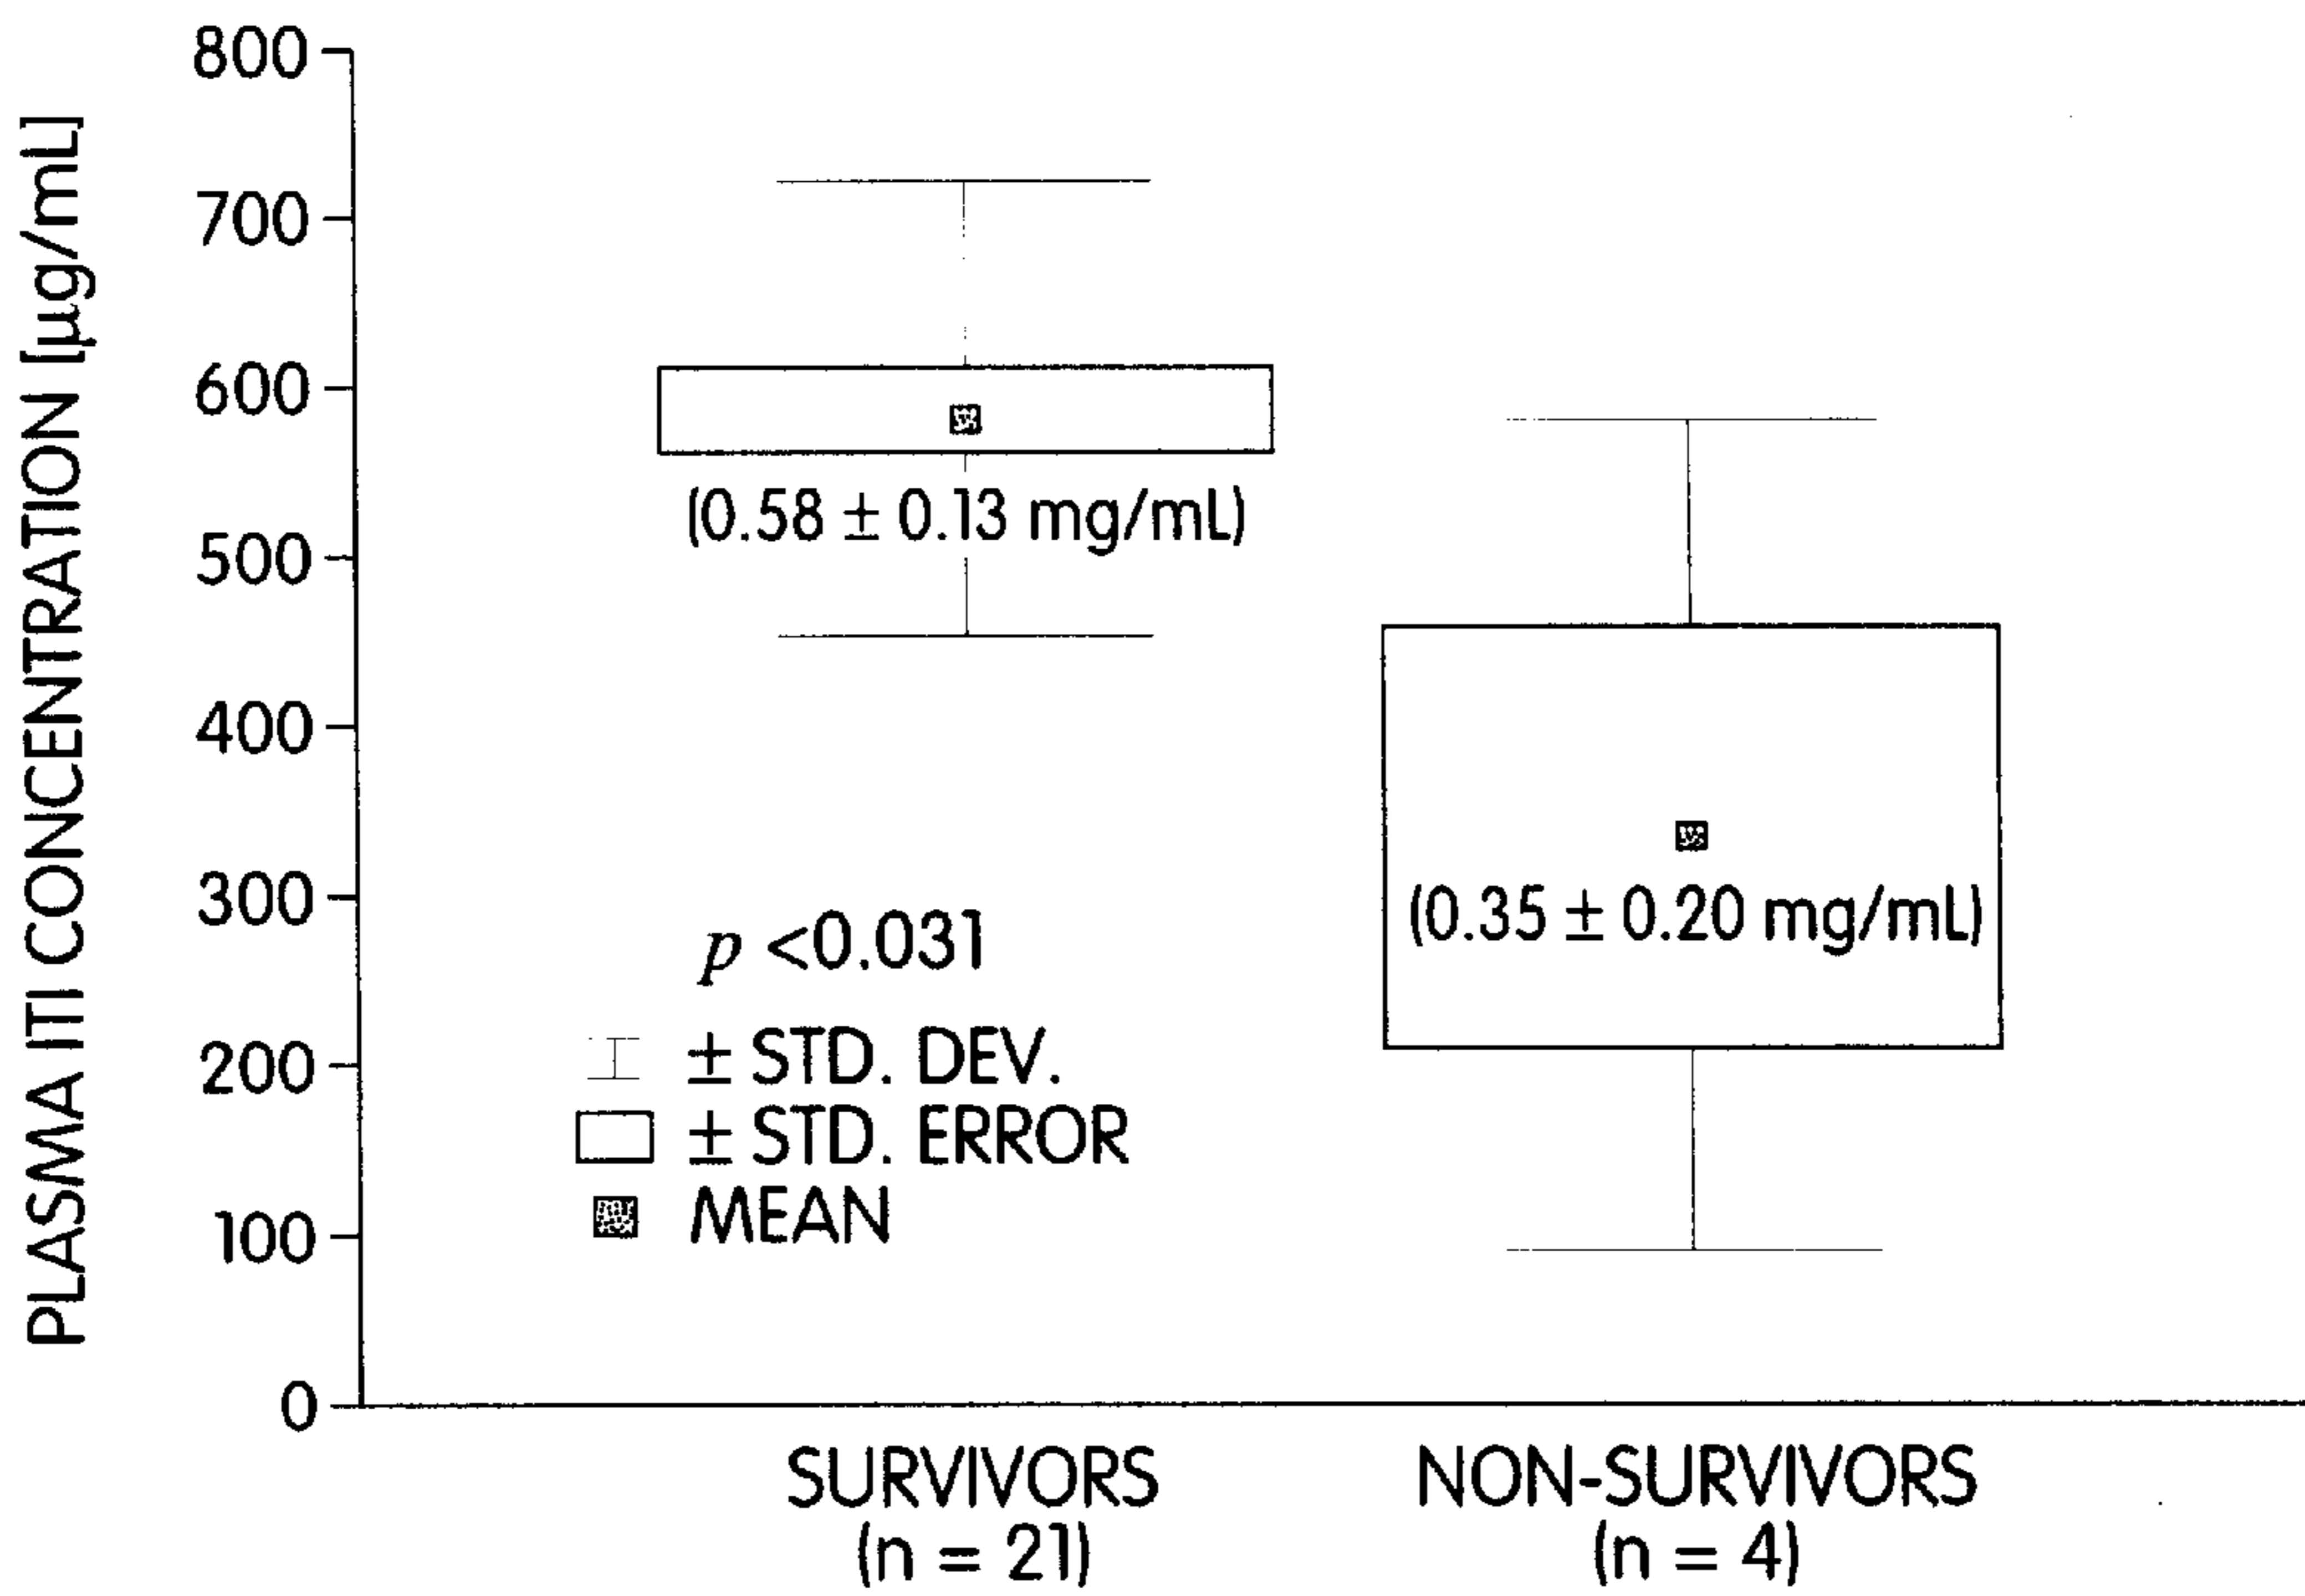 PLASMA ITI CONCENTRATION [µg/mL]
800
700
600
500
400
300
200
100
0
(0.58 ± 0.13 mg/mL)
(0.35 ± 0.20 mg/mL)
p <0.031
± STD. DEV.
± STD. ERROR
MEAN
SURVIVORS
(n = 21)
NON-SURVIVORS
(n = 4)